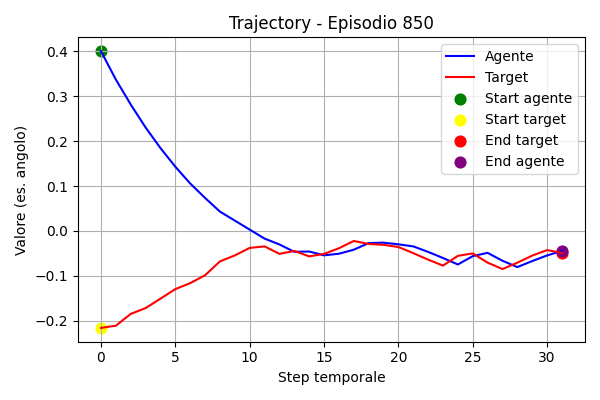 Trajectory - Episodio 850
Valore (es. angolo)
0.4
0.3
0.2
0.1
0.0
−0.1
−0.2
Agente
Target
Start agente
Start target
End target
End agente
0 5 10 15 20 25 30
Step temporale